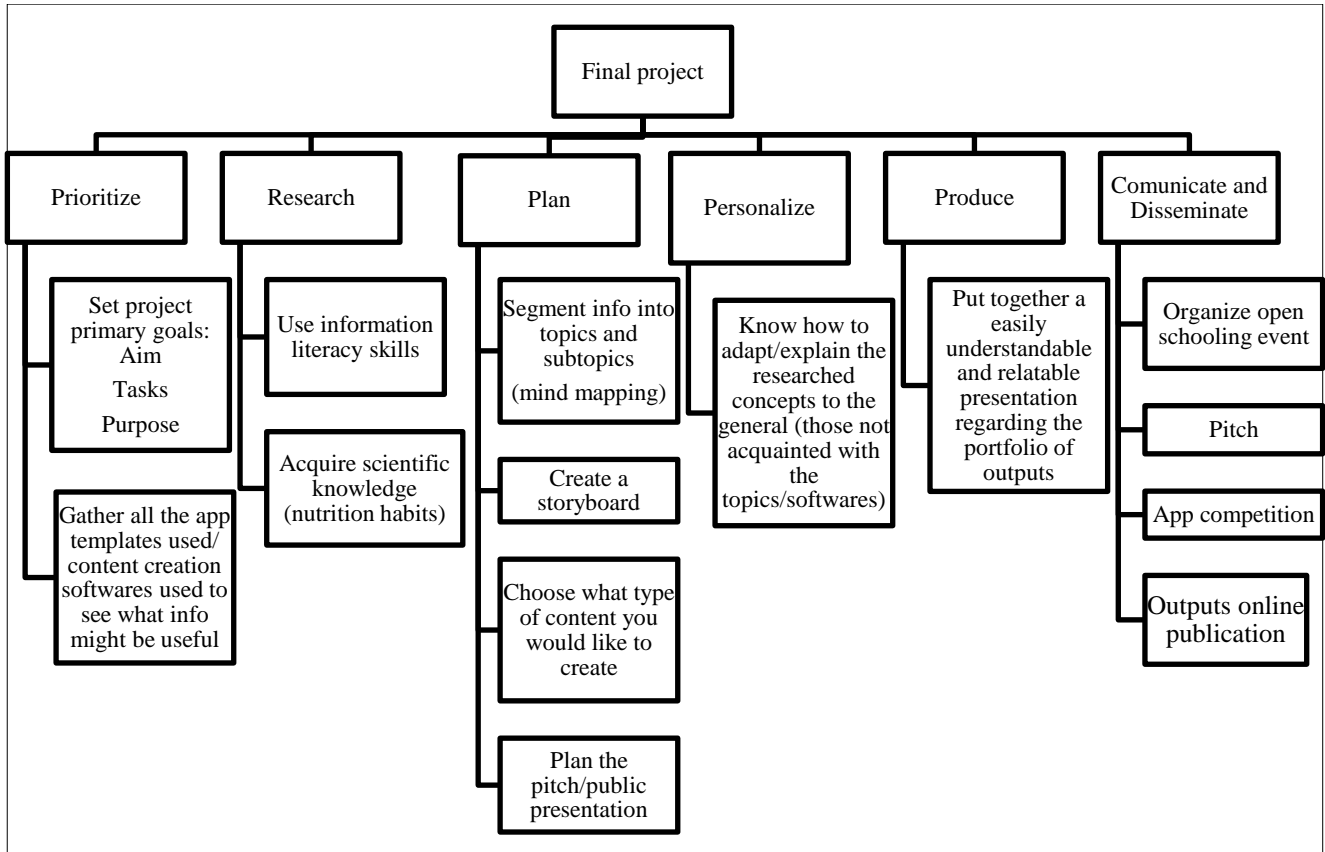 Final project
Prioritize
Set project
primary goals:
Aim
Tasks
Purpose
Gather all the app
templates used/
content creation
softwares used to
see what info
might be useful
Research
Use information
literacy skills
Acquire scientific
knowledge
(nutrition habits)
Plan
Segment info into
topics and
subtopics
(mind mapping)
Create a
storyboard
Choose what type
of content you
would like to
create
Plan the
pitch/public
presentation
Personalize
Know how to
adapt/explain the
researched
concepts to the
general (those not
acquainted with
the
topics/softwares)
Produce
Put together a
easily
understandable
and relatable
presentation
regarding the
portfolio of
outputs
Comunicate and
Disseminate
Organize open
schooling event
Pitch
App competition
Outputs online
publication